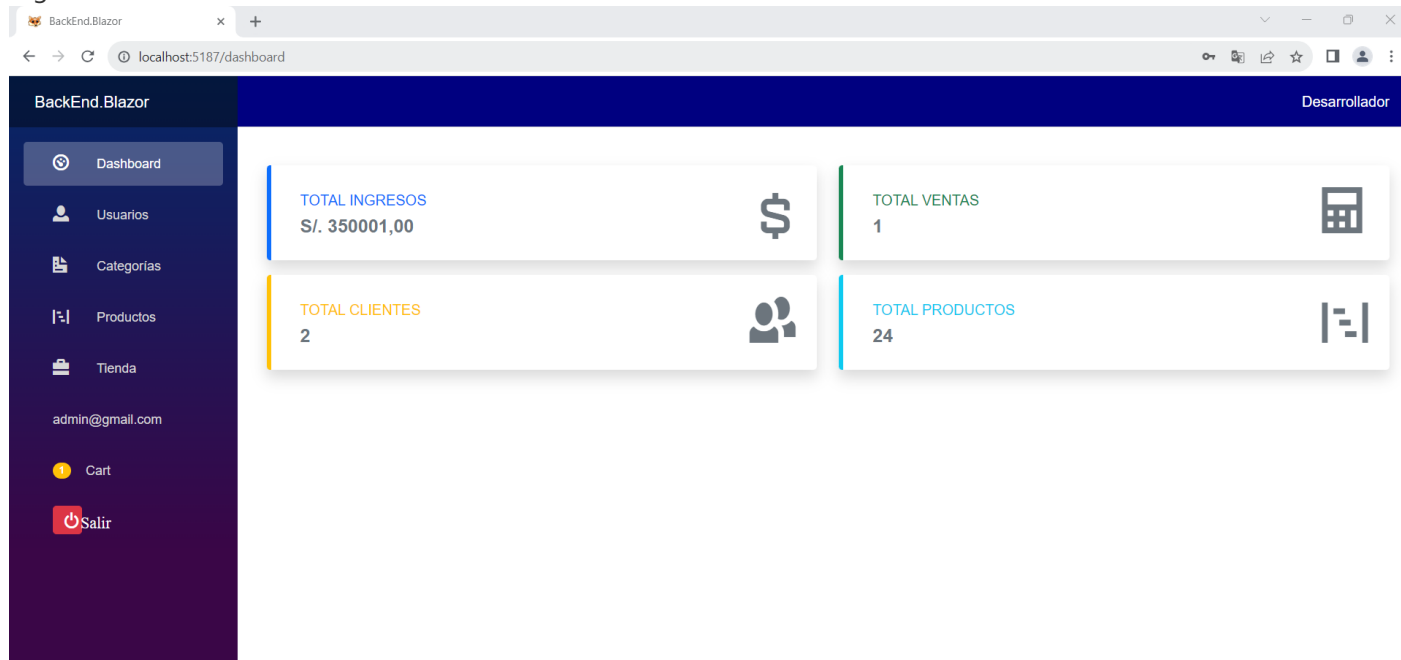 BackEnd.Blazor
localhost:5187/dashboard
BackEnd.Blazor
Desarrollador
Dashboard
Usuarios
Categorías
Productos
Tienda
admin@gmail.com
1 Cart
Salir
TOTAL INGRESOS
S/. 350001,00
TOTAL VENTAS
1
TOTAL CLIENTES
2
TOTAL PRODUCTOS
24